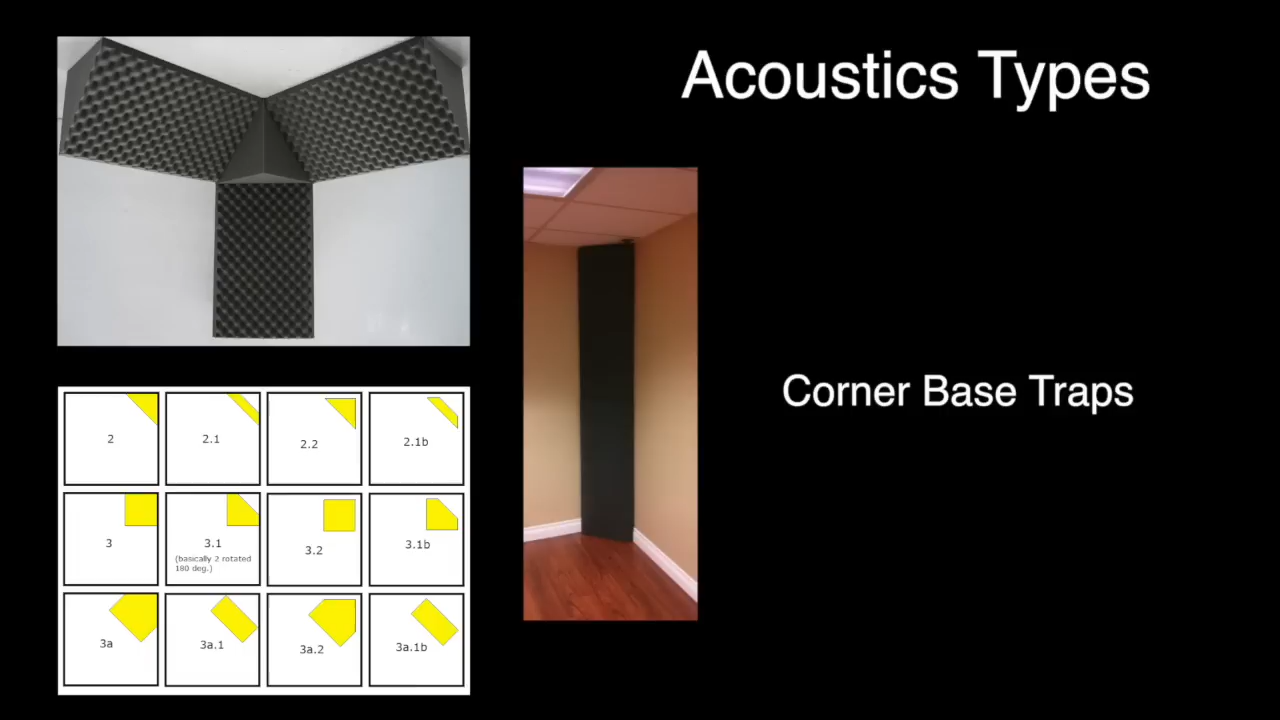 Acoustics Types
Corner Base Traps
2
2.1
2.2
2.1b
3
3.1
(basically 2 rotated
180 deg.)
3.2
3.1b
3a
3a.1
3a.2
3a.1b